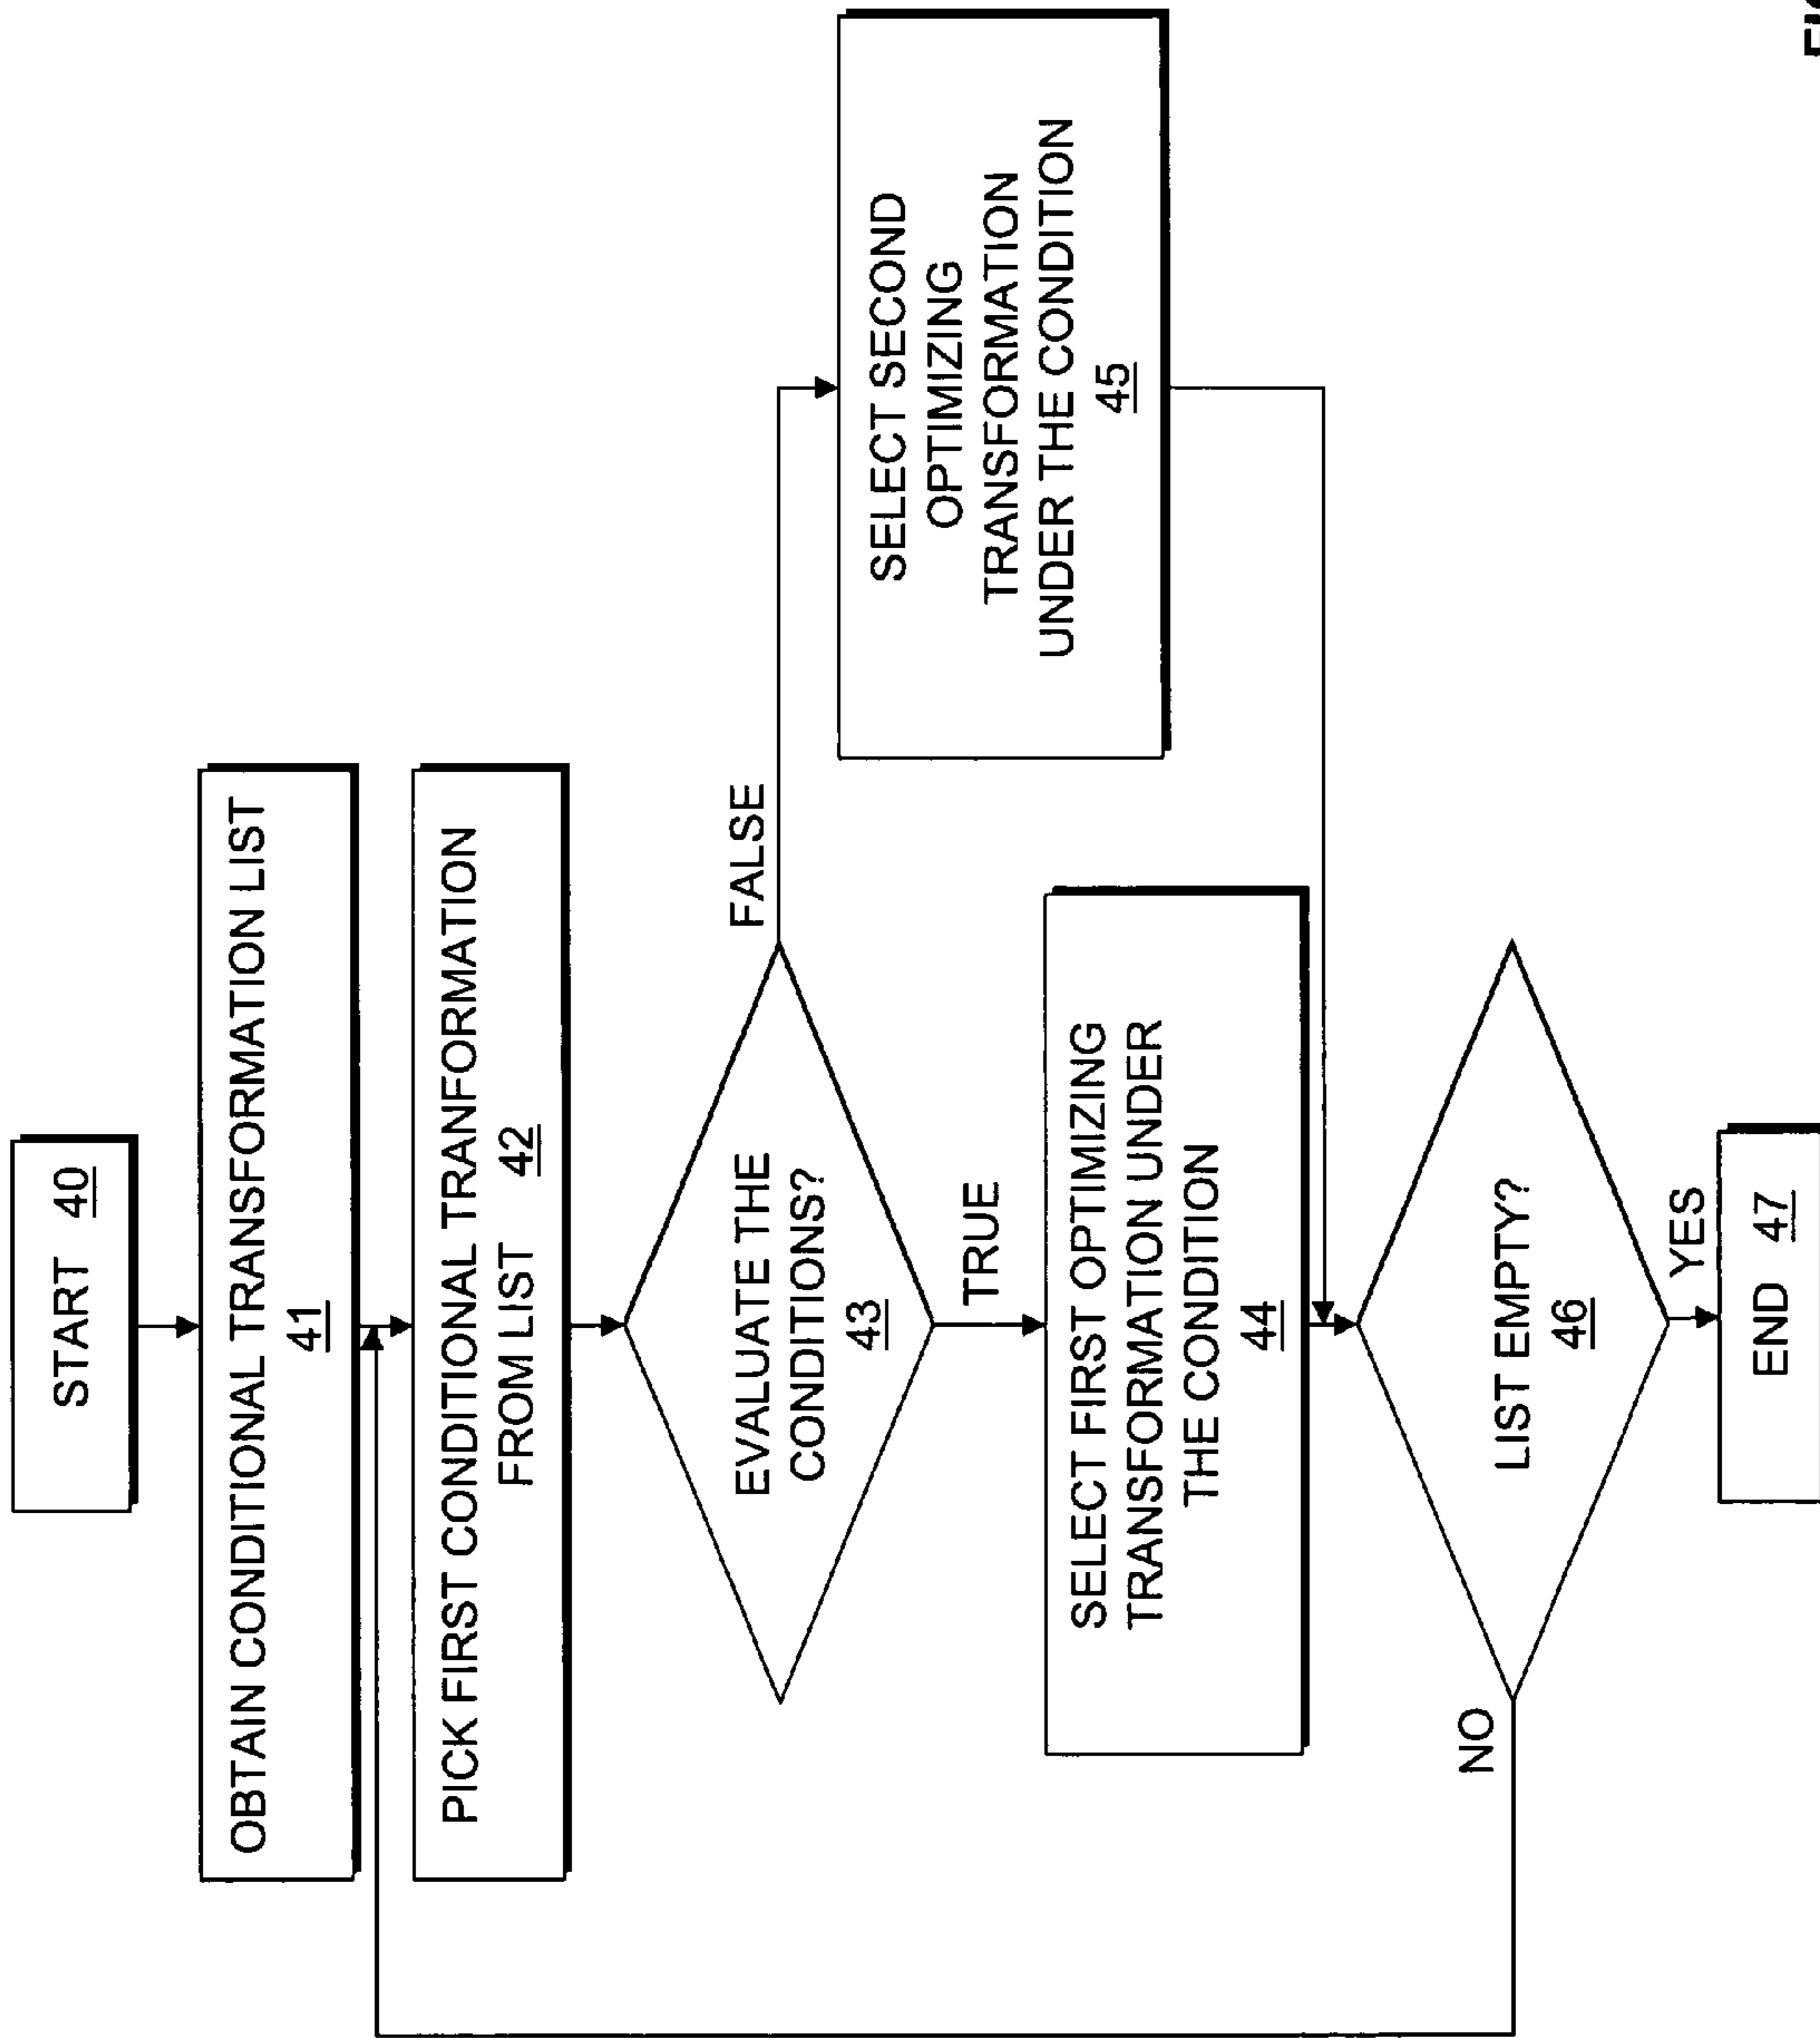 START 40
OBTAIN CONDITIONAL TRANSFORMATION LIST
41
PICK FIRST CONDITIONAL TRANFORMATION
FROM LIST 42
EVALUATE THE
CONDITIONS?
43
FALSE
TRUE
SELECT SECOND
OPTIMIZING
TRANSFORMATION
UNDER THE CONDITION
45
SELECT FIRST OPTIMIZING
TRANSFORMATION UNDER
THE CONDITION
44
LIST EMPTY?
46
NO
YES
END 47